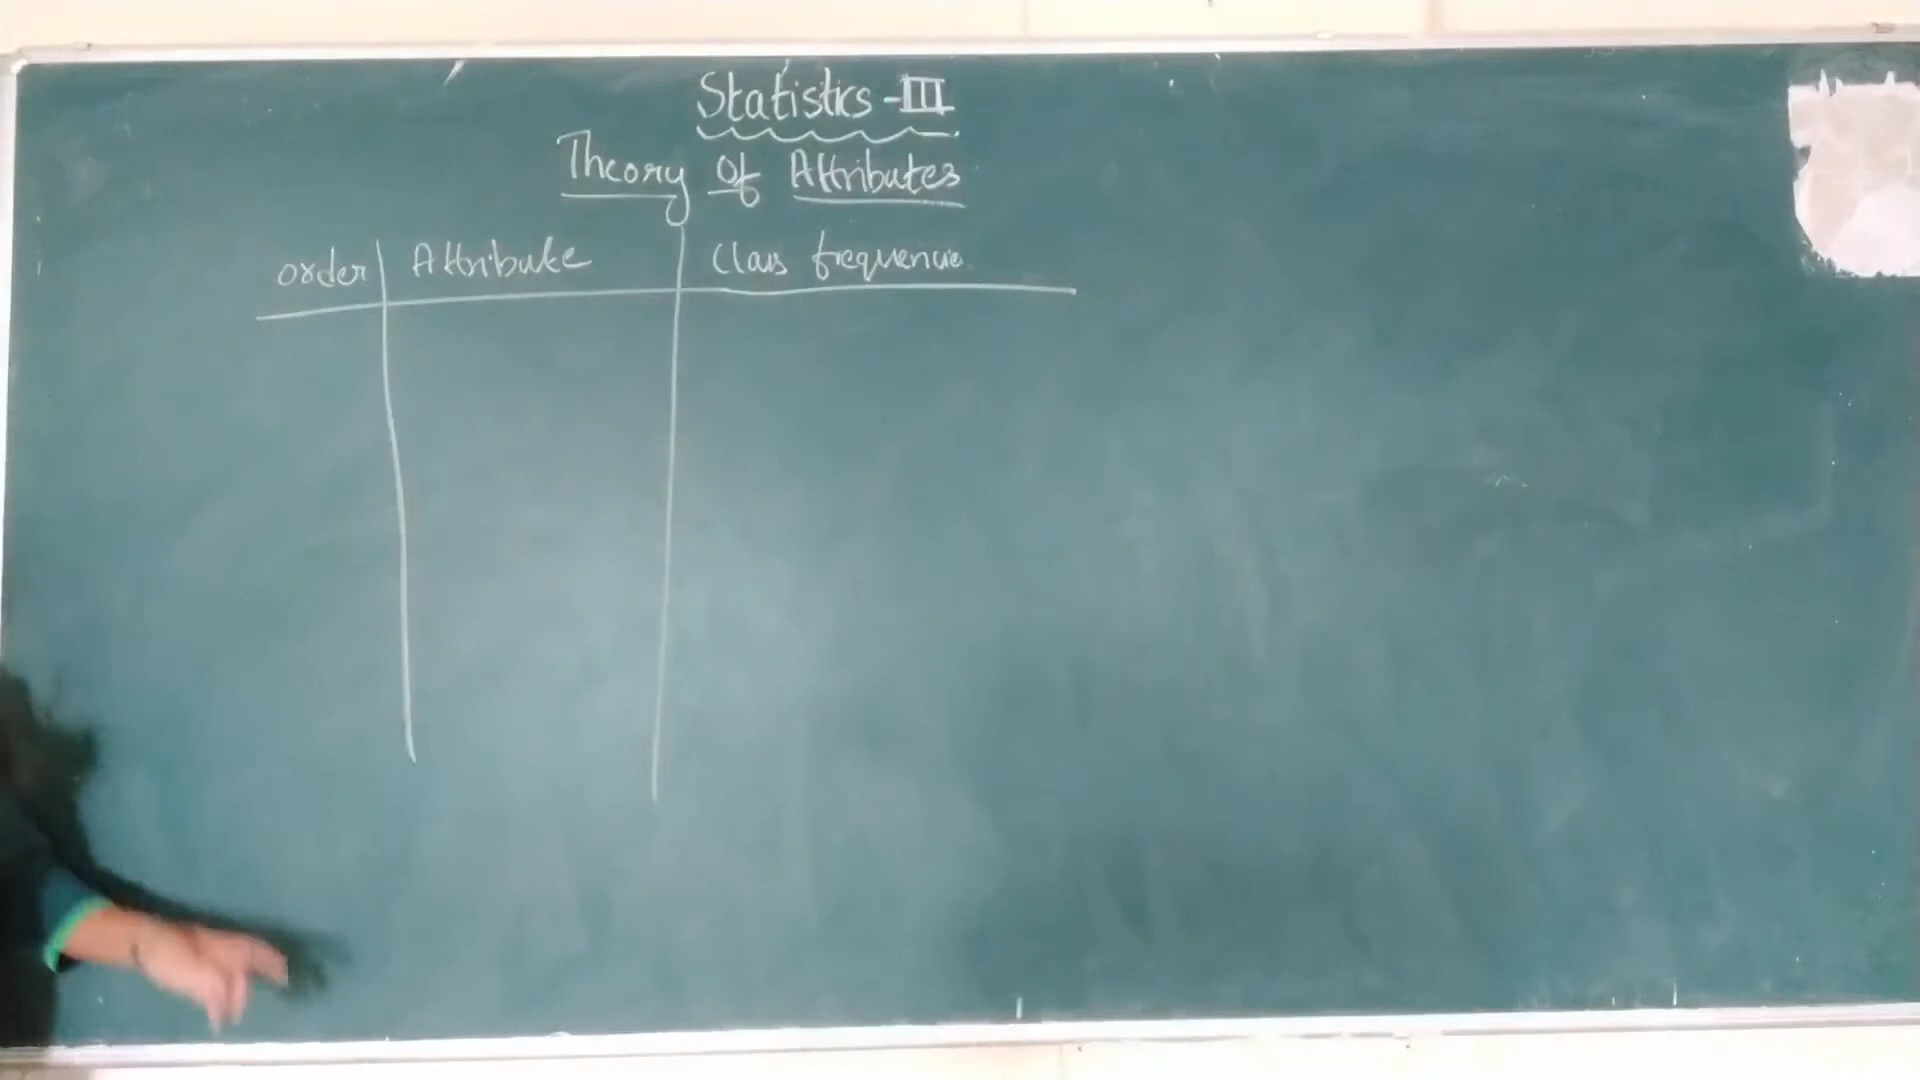 Statistics - III
Theory Of Attributes
order Attribute Class frequencie